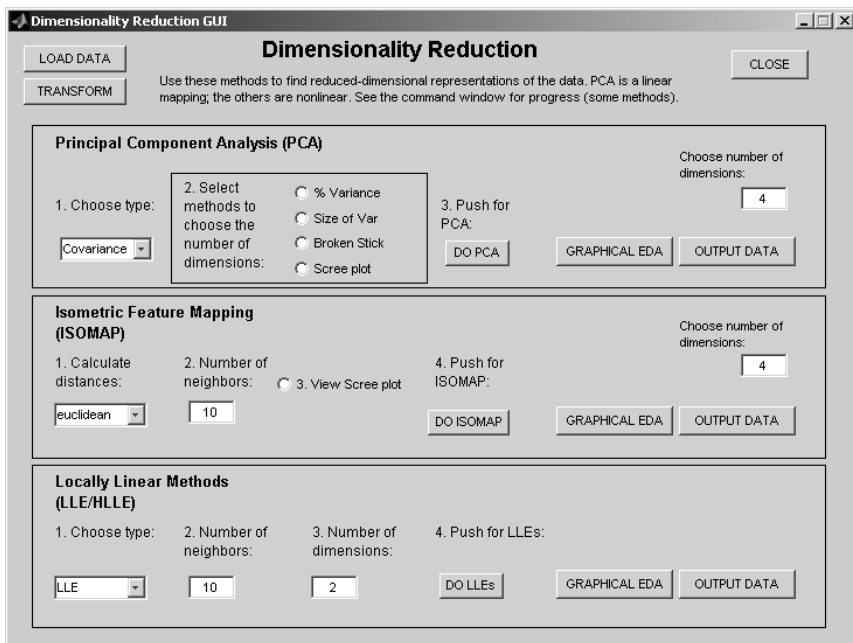 Dimensionality Reduction GUI
LOAD DATA
TRANSFORM
Dimensionality Reduction
Use these methods to find reduced-dimensional representations of the data. PCA is a linear
mapping; the others are nonlinear. See the command window for progress (some methods).
CLOSE
Principal Component Analysis (PCA)
1. Choose type:
Covariance
2. Select
methods to
choose the
number of
dimensions:
% Variance
Size of Var
Broken Stick
Scree plot
3. Push for
PCA:
DO PCA
Choose number of
dimensions:
4
GRAPHICAL EDA
OUTPUT DATA
Isometric Feature Mapping
(ISOMAP)
1. Calculate
distances:
euclidean
2. Number of
neighbors:
10
3. View Scree plot
4. Push for
ISOMAP:
DO ISOMAP
Choose number of
dimensions:
4
GRAPHICAL EDA
OUTPUT DATA
Locally Linear Methods
(LLE/HLLE)
1. Choose type:
LLE
2. Number of
neighbors:
10
3. Number of
dimensions:
2
4. Push for LLEs:
DO LLEs
GRAPHICAL EDA
OUTPUT DATA